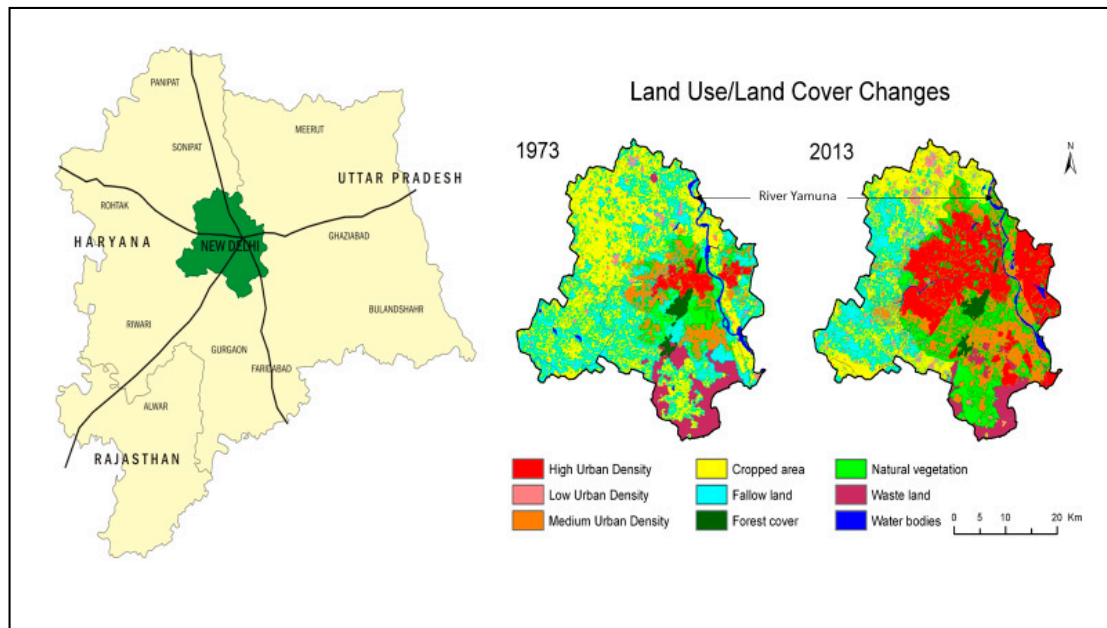 PANIPAT
SONIPAT
MEERUT
UTTAR PRADESH
ROHTAK
HARYANA
NEW DELHI
GHAZIABAD
BULANDSHAHR
RIWARI
GURGAON
FARIDABAD
ALWAR
RAJASTHAN
Land Use/Land Cover Changes
1973
2013
N
River Yamuna
High Urban Density
Cropped area
Natural vegetation
Low Urban Density
Fallow land
Waste land
Medium Urban Density
Forest cover
Water bodies
0 5 10 20 Km